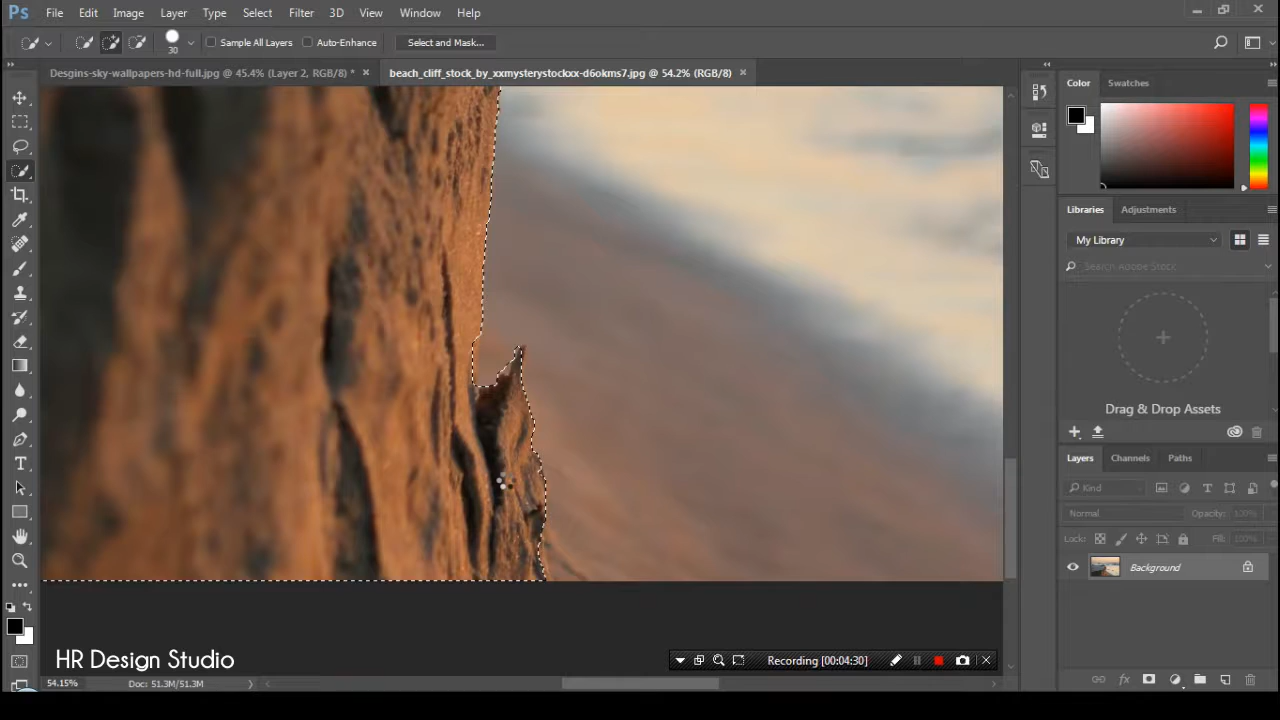 Ps File Edit Image Layer Type Select Filter 3D View Window Help
30 Sample All Layers Auto-Enhance Select and Mask...
Desgins-sky-wallpapers-hd-full.jpg @ 45.4% (Layer 2, RGB/8) * × beach_cliff_stock_by_xxmysterystockxx-d6okms7.jpg @ 54.2% (RGB/8) ×
Color Swatches
Libraries Adjustments
My Library
Search Adobe Stock
Drag & Drop Assets
Layers Channels Paths
Kind
Normal Opacity: 100%
Lock: Fill: 100%
Background
HR Design Studio
Recording [00:04:30]
54.15% Doc: 51.3M/51.3M